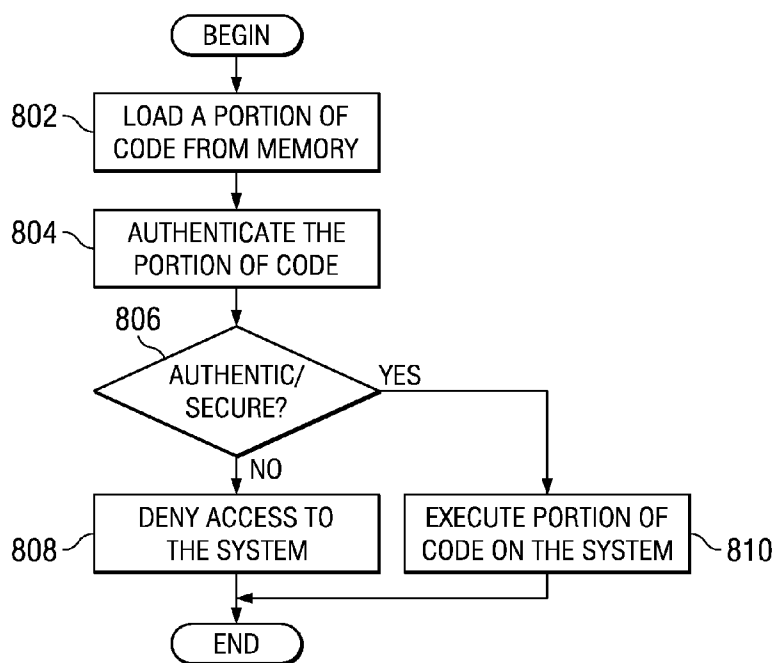 BEGIN
802
LOAD A PORTION OF
CODE FROM MEMORY
804
AUTHENTICATE THE
PORTION OF CODE
806
AUTHENTIC/
SECURE?
YES
NO
808
DENY ACCESS TO
THE SYSTEM
EXECUTE PORTION OF
CODE ON THE SYSTEM
810
END